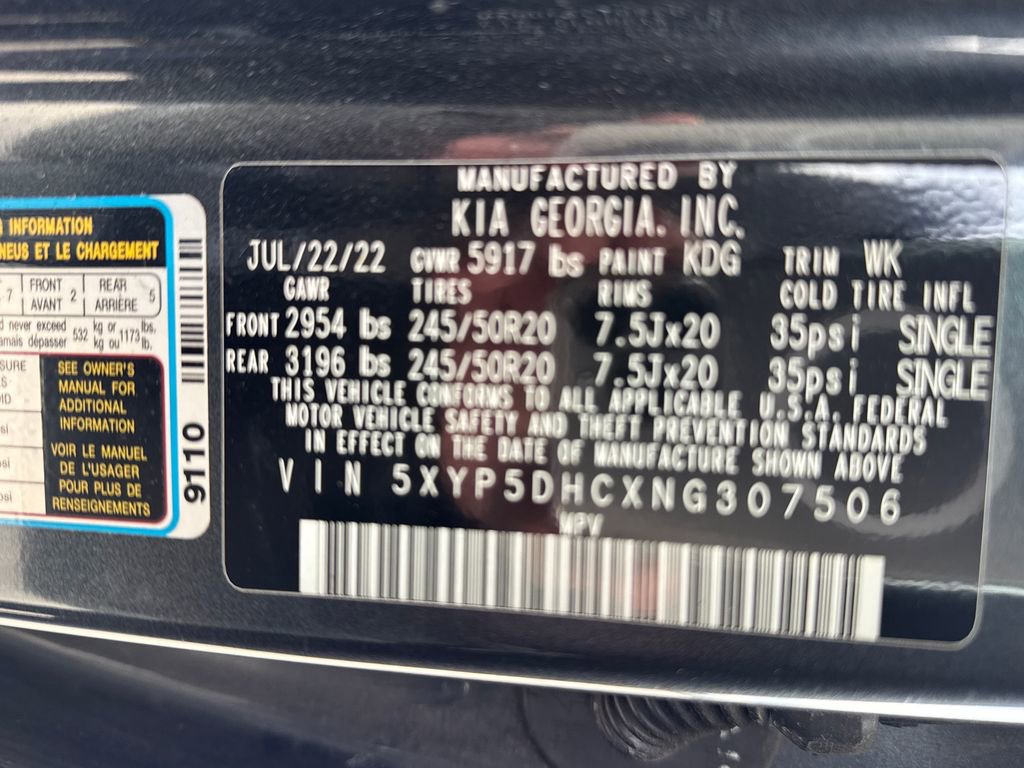 INFORMATION
NEUS ET LE CHARGEMENT
7 FRONT AVANT 2 REAR ARRIÈRE 5
never exceed 532 kg or 1173 lbs.
amais dépasser kg ou lb.
SURE
SEE OWNER'S
MANUAL FOR
ADDITIONAL
INFORMATION
VOIR LE MANUEL
DE L'USAGER
POUR PLUS DE
RENSEIGNEMENTS
9110
MANUFACTURED BY
KIA GEORGIA. INC.
JUL/22/22 GVWR 5917 lbs PAINT KDG TRIM WK
GAWR TIRES RIMS COLD TIRE INFL
FRONT 2954 lbs 245/50R20 7.5Jx20 35psi SINGLE
REAR 3196 lbs 245/50R20 7.5Jx20 35psi SINGLE
THIS VEHICLE CONFORMS TO ALL APPLICABLE U.S.A. FEDERAL
MOTOR VEHICLE SAFETY AND THEFT PREVENTION STANDARDS
IN EFFECT ON THE DATE OF MANUFACTURE SHOWN ABOVE
VIN 5XYP5DHCXNG307506
MPV